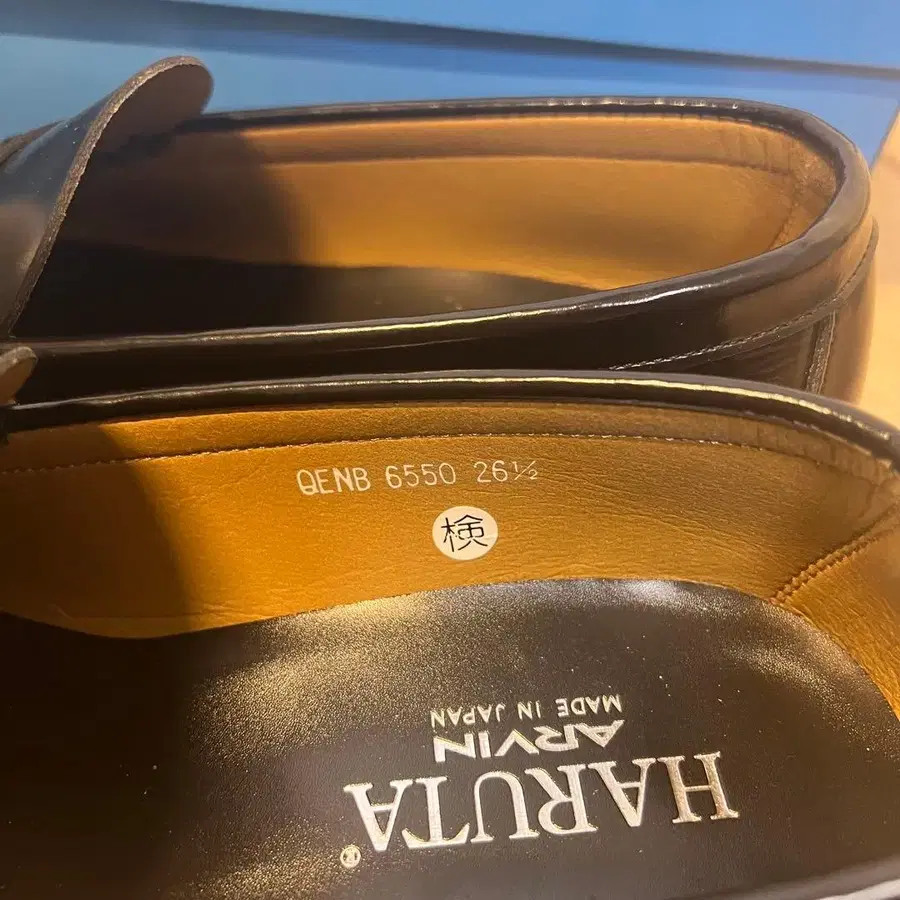 QENB 6550 26½
検
HARUTA®
ARVIN
MADE IN JAPAN